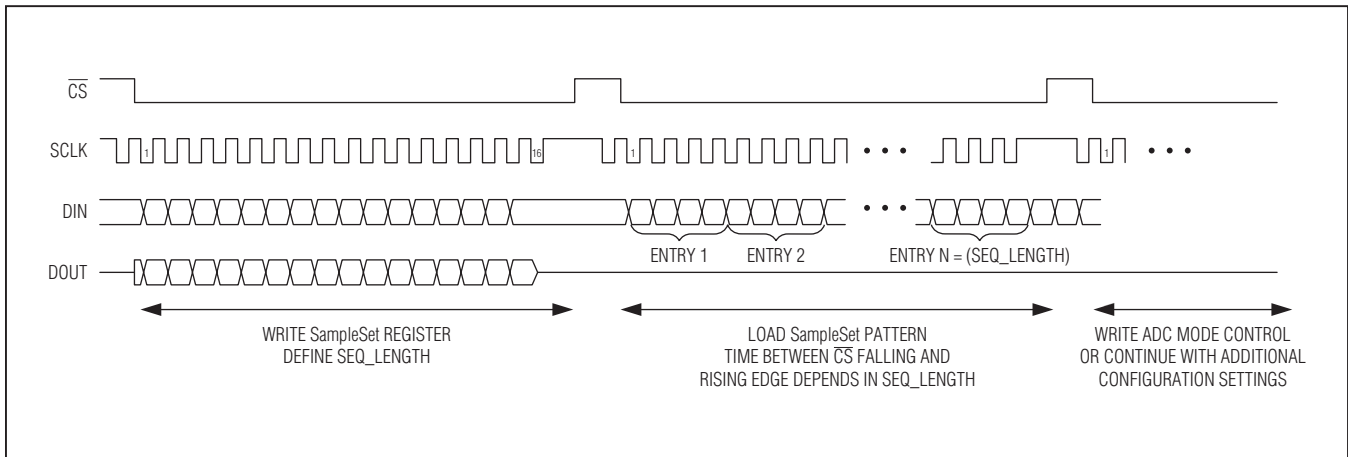 CS
SCLK
1
16
1
1
DIN
ENTRY 1
ENTRY 2
ENTRY N = (SEQ_LENGTH)
DOUT
WRITE SampleSet REGISTER
DEFINE SEQ_LENGTH
LOAD SampleSet PATTERN
TIME BETWEEN CS FALLING AND
RISING EDGE DEPENDS IN SEQ_LENGTH
WRITE ADC MODE CONTROL
OR CONTINUE WITH ADDITIONAL
CONFIGURATION SETTINGS